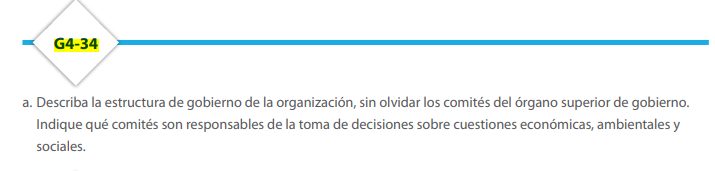 G4-34
a. Describa la estructura de gobierno de la organización, sin olvidar los comités del órgano superior de gobierno.
Indique qué comités son responsables de la toma de decisiones sobre cuestiones económicas, ambientales y
sociales.